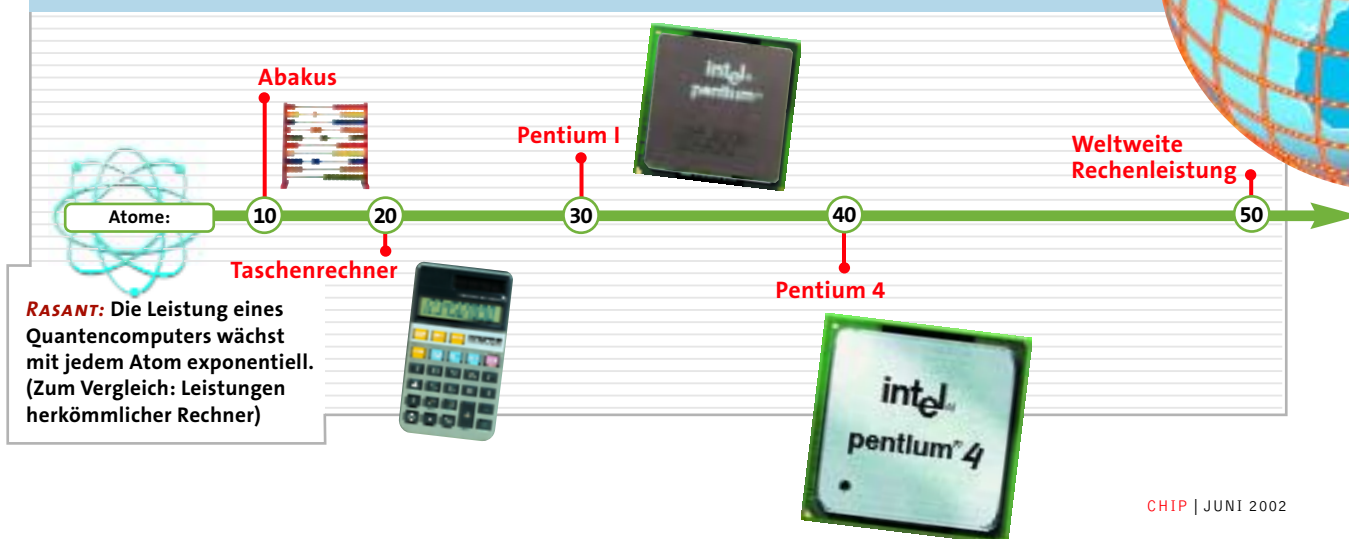 Abakus
Pentium I
Weltweite
Rechenleistung
Atome:
10
20
30
40
50
Taschenrechner
Pentium 4
RASANT: Die Leistung eines
Quantencomputers wächst
mit jedem Atom exponentiell.
(Zum Vergleich: Leistungen
herkömmlicher Rechner)
intel
pentium
intel
pentium® 4
CHIP | JUNI 2002